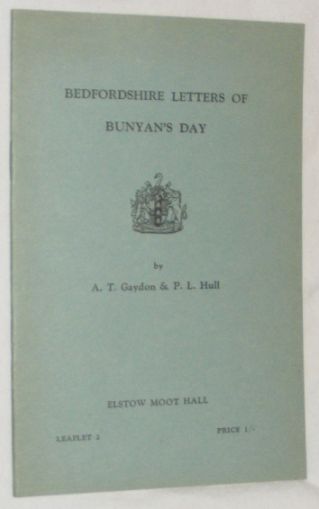 BEDFORDSHIRE LETTERS OF
BUNYAN'S DAY
by
A. T. Gaydon & P. L. Hull
ELSTOW MOOT HALL
LEAFLET 2
PRICE 1/-